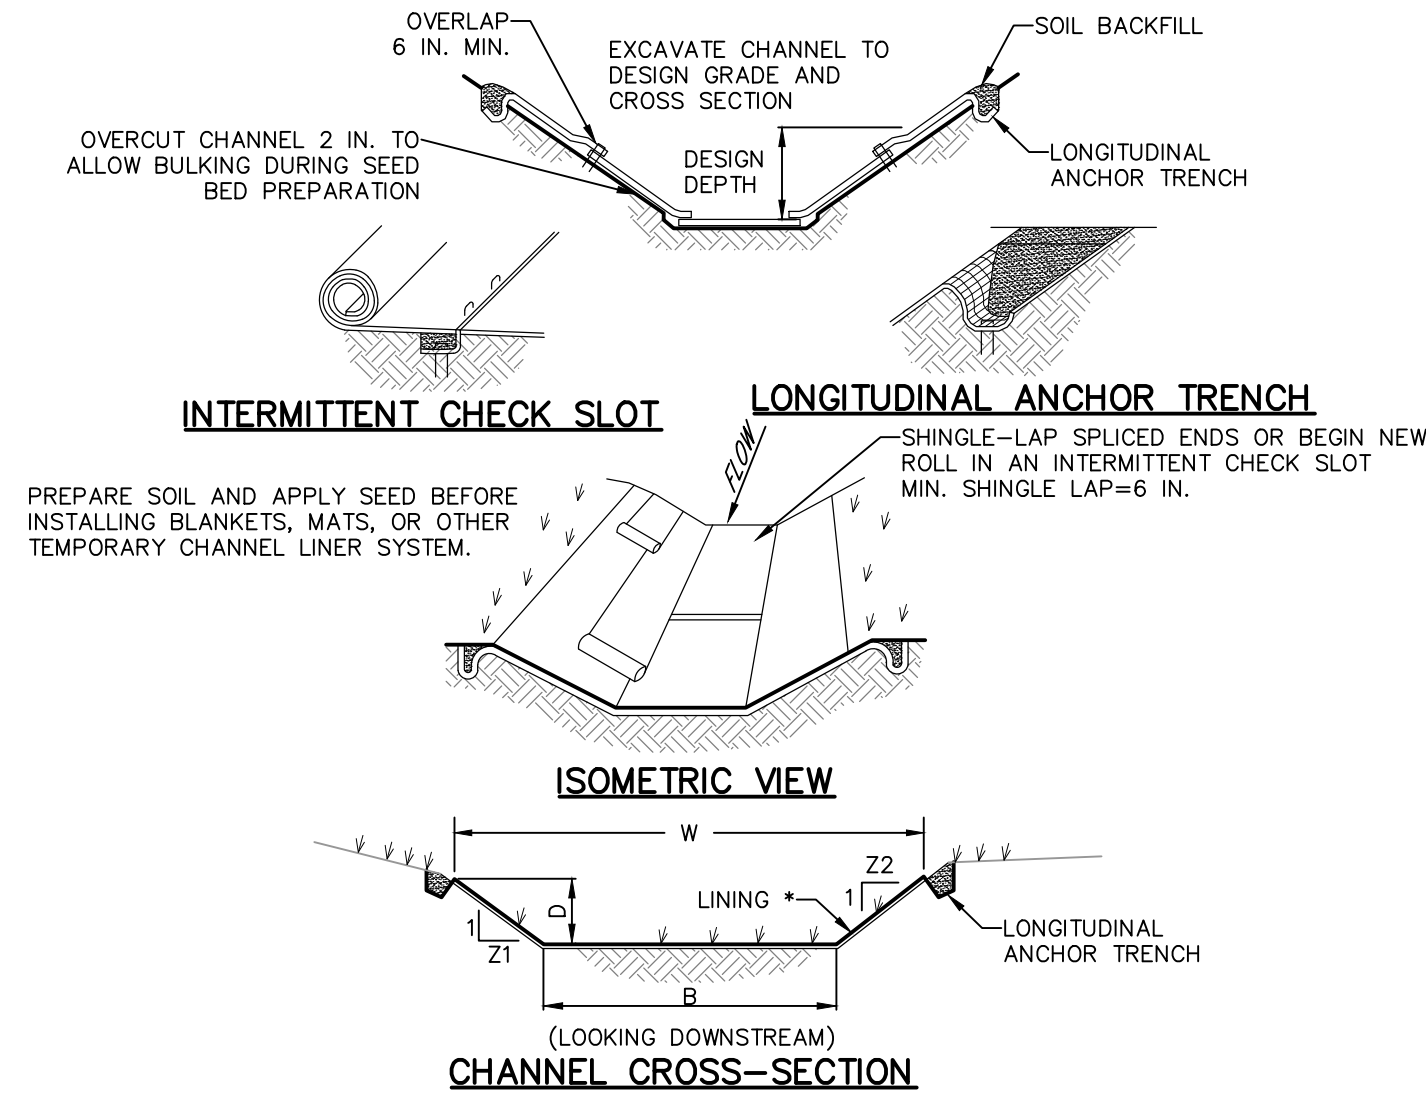 OVERLAP
6 IN. MIN.
EXCAVATE CHANNEL TO
DESIGN GRADE AND
CROSS SECTION
SOIL BACKFILL
OVERCUT CHANNEL 2 IN. TO
ALLOW BULKING DURING SEED
BED PREPARATION
DESIGN
DEPTH
LONGITUDINAL
ANCHOR TRENCH
INTERMITTENT CHECK SLOT
LONGITUDINAL ANCHOR TRENCH
FLOW
SHINGLE-LAP SPLICED ENDS OR BEGIN NEW
ROLL IN AN INTERMITTENT CHECK SLOT
MIN. SHINGLE LAP=6 IN.
PREPARE SOIL AND APPLY SEED BEFORE
INSTALLING BLANKETS, MATS, OR OTHER
TEMPORARY CHANNEL LINER SYSTEM.
ISOMETRIC VIEW
W
D
1
Z1
LINING *
1
Z2
LONGITUDINAL
ANCHOR TRENCH
B
(LOOKING DOWNSTREAM)
CHANNEL CROSS-SECTION